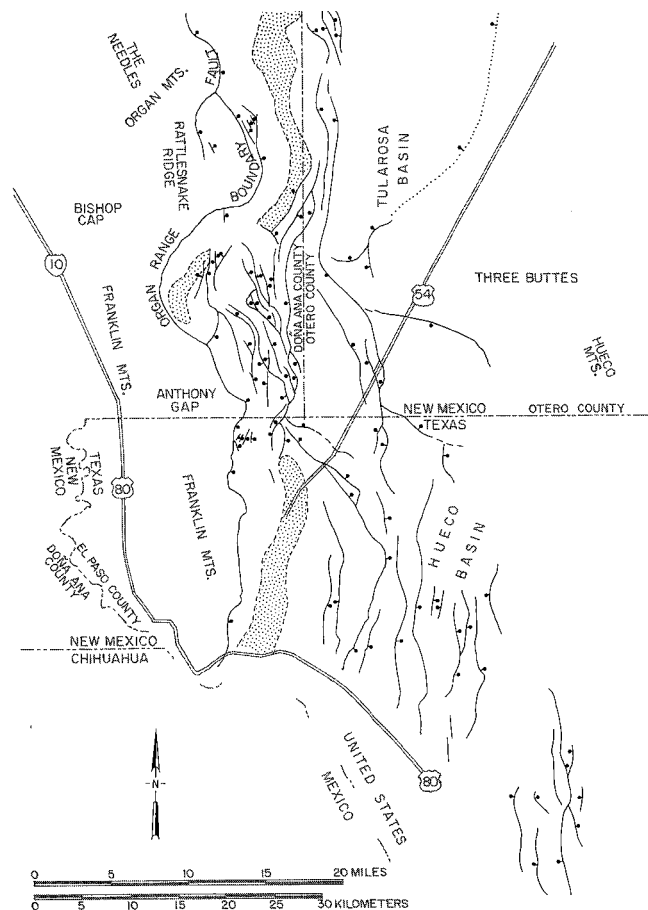 THE
NEEDLES
ORGAN MTS.
FAULT
RATTLESNAKE
RIDGE
BOUNDARY
TULAROSA
BASIN
BISHOP
CAP
10
ORGAN RANGE
DOÑA ANA COUNTY
OTERO COUNTY
54
THREE BUTTES
FRANKLIN MTS.
HUECO
MTS.
ANTHONY
GAP
NEW MEXICO
TEXAS
OTERO COUNTY
TEXAS
NEW
MEXICO
80
FRANKLIN MTS.
HUECO
BASIN
EL PASO COUNTY
DOÑA ANA
COUNTY
NEW MEXICO
CHIHUAHUA
UNITED STATES
MEXICO
80
-N-
0 5 10 15 20 MILES
0 5 10 15 20 25 30 KILOMETERS